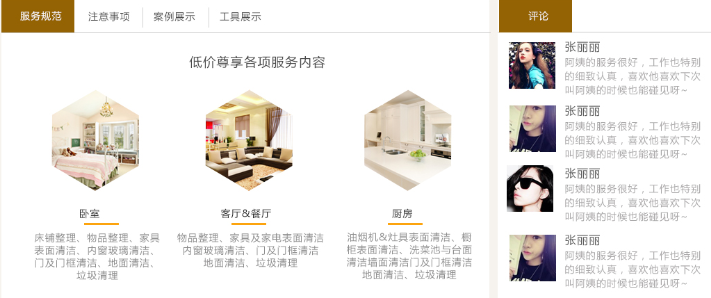 服务规范
注意事项
案例展示
工具展示
低价尊享各项服务内容
卧室
床铺整理、物品整理、家具
表面清洁、内窗玻璃清洁、
门及门框清洁、地面清洁、
垃圾清理
客厅&餐厅
物品整理、家具及家电表面清洁
内窗玻璃清洁、门及门框清洁
地面清洁、垃圾清理
厨房
油烟机&灶具表面清洁、橱
柜表面清洁、洗菜池与台面
清洁墙面清洁门及门框清洁
地面清洁、垃圾清洁
评论
张丽丽
阿姨的服务很好，工作也特别
的细致认真，喜欢他喜欢下次
叫阿姨的时候也能碰见呀~
张丽丽
阿姨的服务很好，工作也特别
的细致认真，喜欢他喜欢下次
叫阿姨的时候也能碰见呀~
张丽丽
阿姨的服务很好，工作也特别
的细致认真，喜欢他喜欢下次
叫阿姨的时候也能碰见呀~
张丽丽
阿姨的服务很好，工作也特别
的细致认真，喜欢他喜欢下次
叫阿姨的时候也能碰见呀~